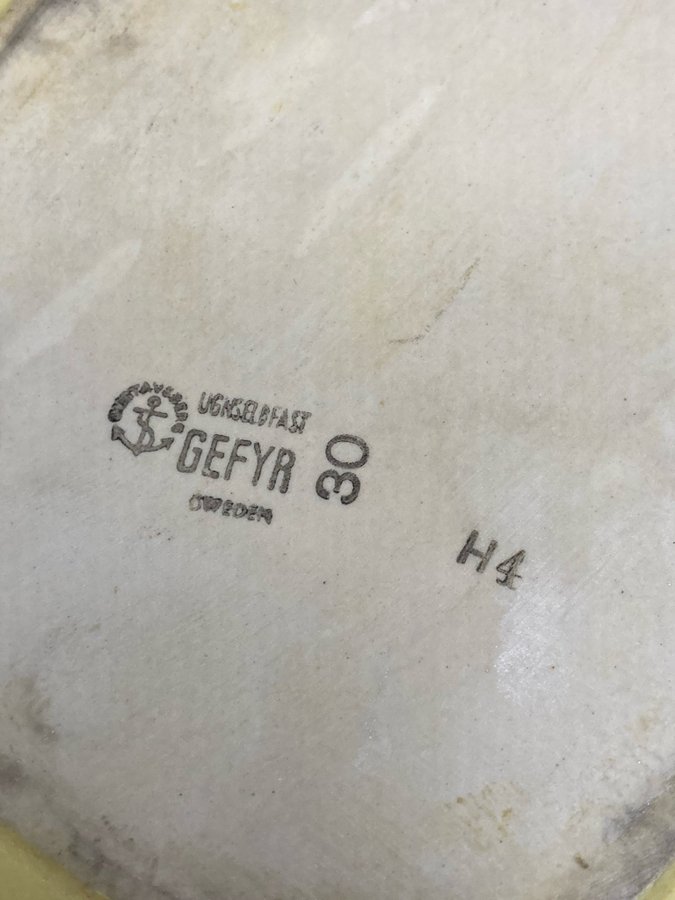 GUSTAVSBERG
UGNSELDFAST
GEFYR
SWEDEN
30
H4